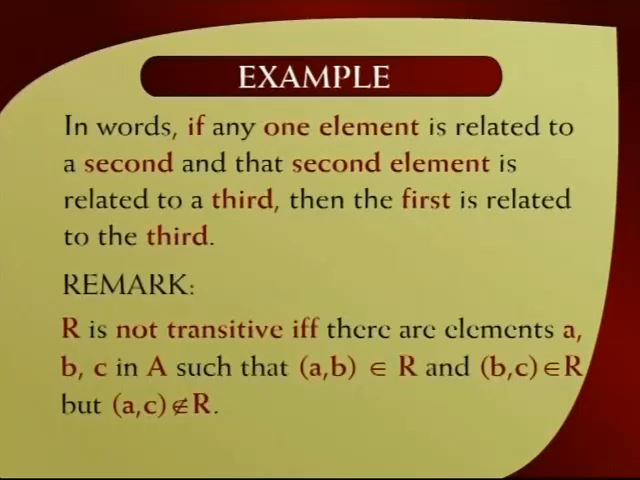 EXAMPLE
In words, if any one element is related to
a second and that second element is
related to a third, then the first is related
to the third.
REMARK:
R is not transitive iff there are elements a,
b, c in A such that (a,b) ∈ R and (b,c)∈R
but (a,c)∉R.